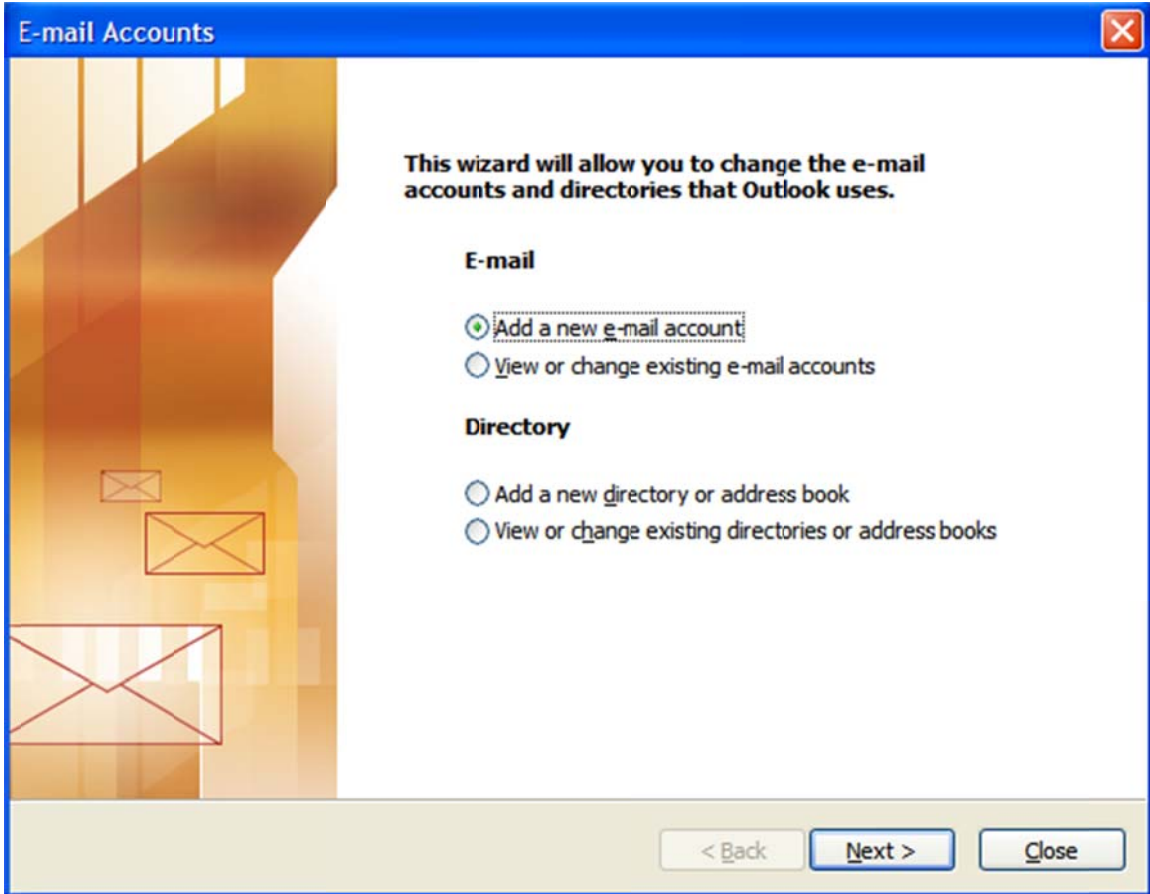 E-mail Accounts
This wizard will allow you to change the e-mail
accounts and directories that Outlook uses.
E-mail
Add a new e-mail account
View or change existing e-mail accounts
Directory
Add a new directory or address book
View or change existing directories or address books
< Back Next > Close